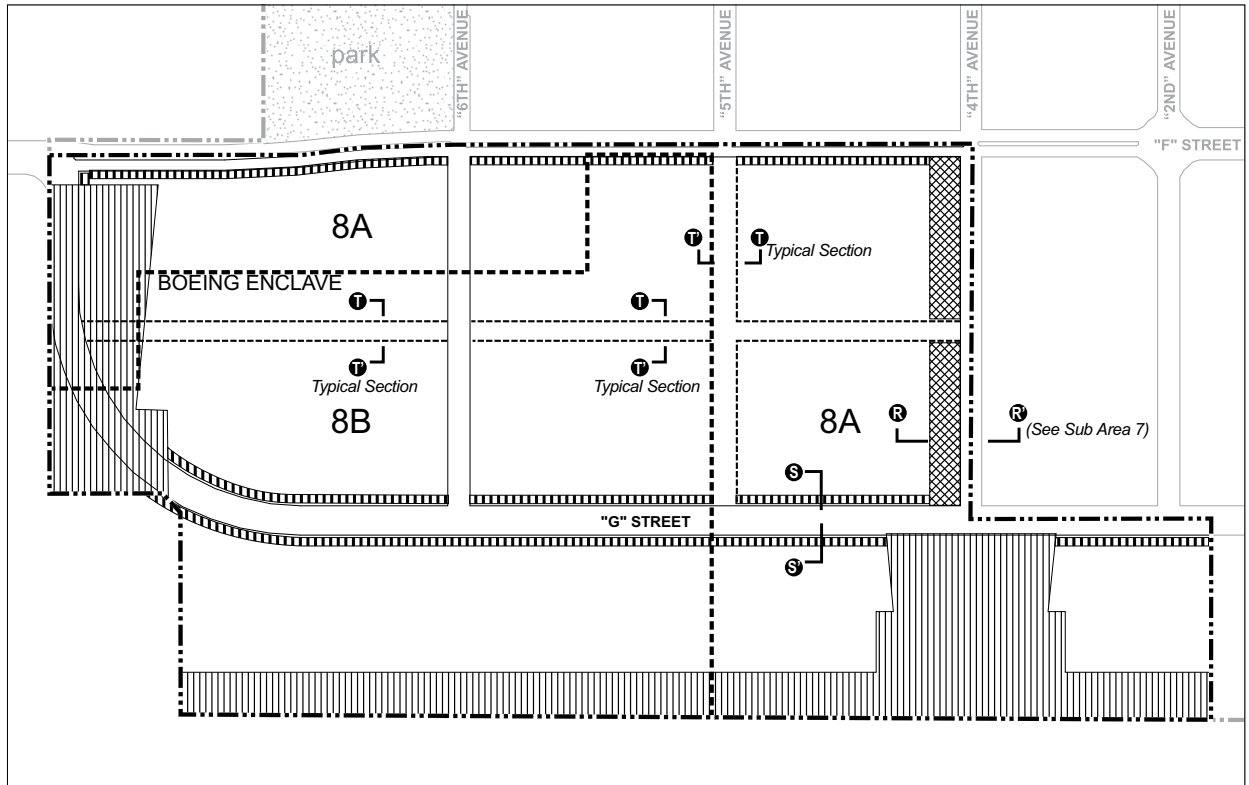 park
"6TH” AVENUE
"5TH” AVENUE
"4TH” AVENUE
"2ND” AVENUE
"F" STREET
8A
T'
T
Typical Section
BOEING ENCLAVE
T
T
T'
T'
Typical Section
Typical Section
8B
8A
R
R'
(See Sub Area 7)
S
"G" STREET
S'